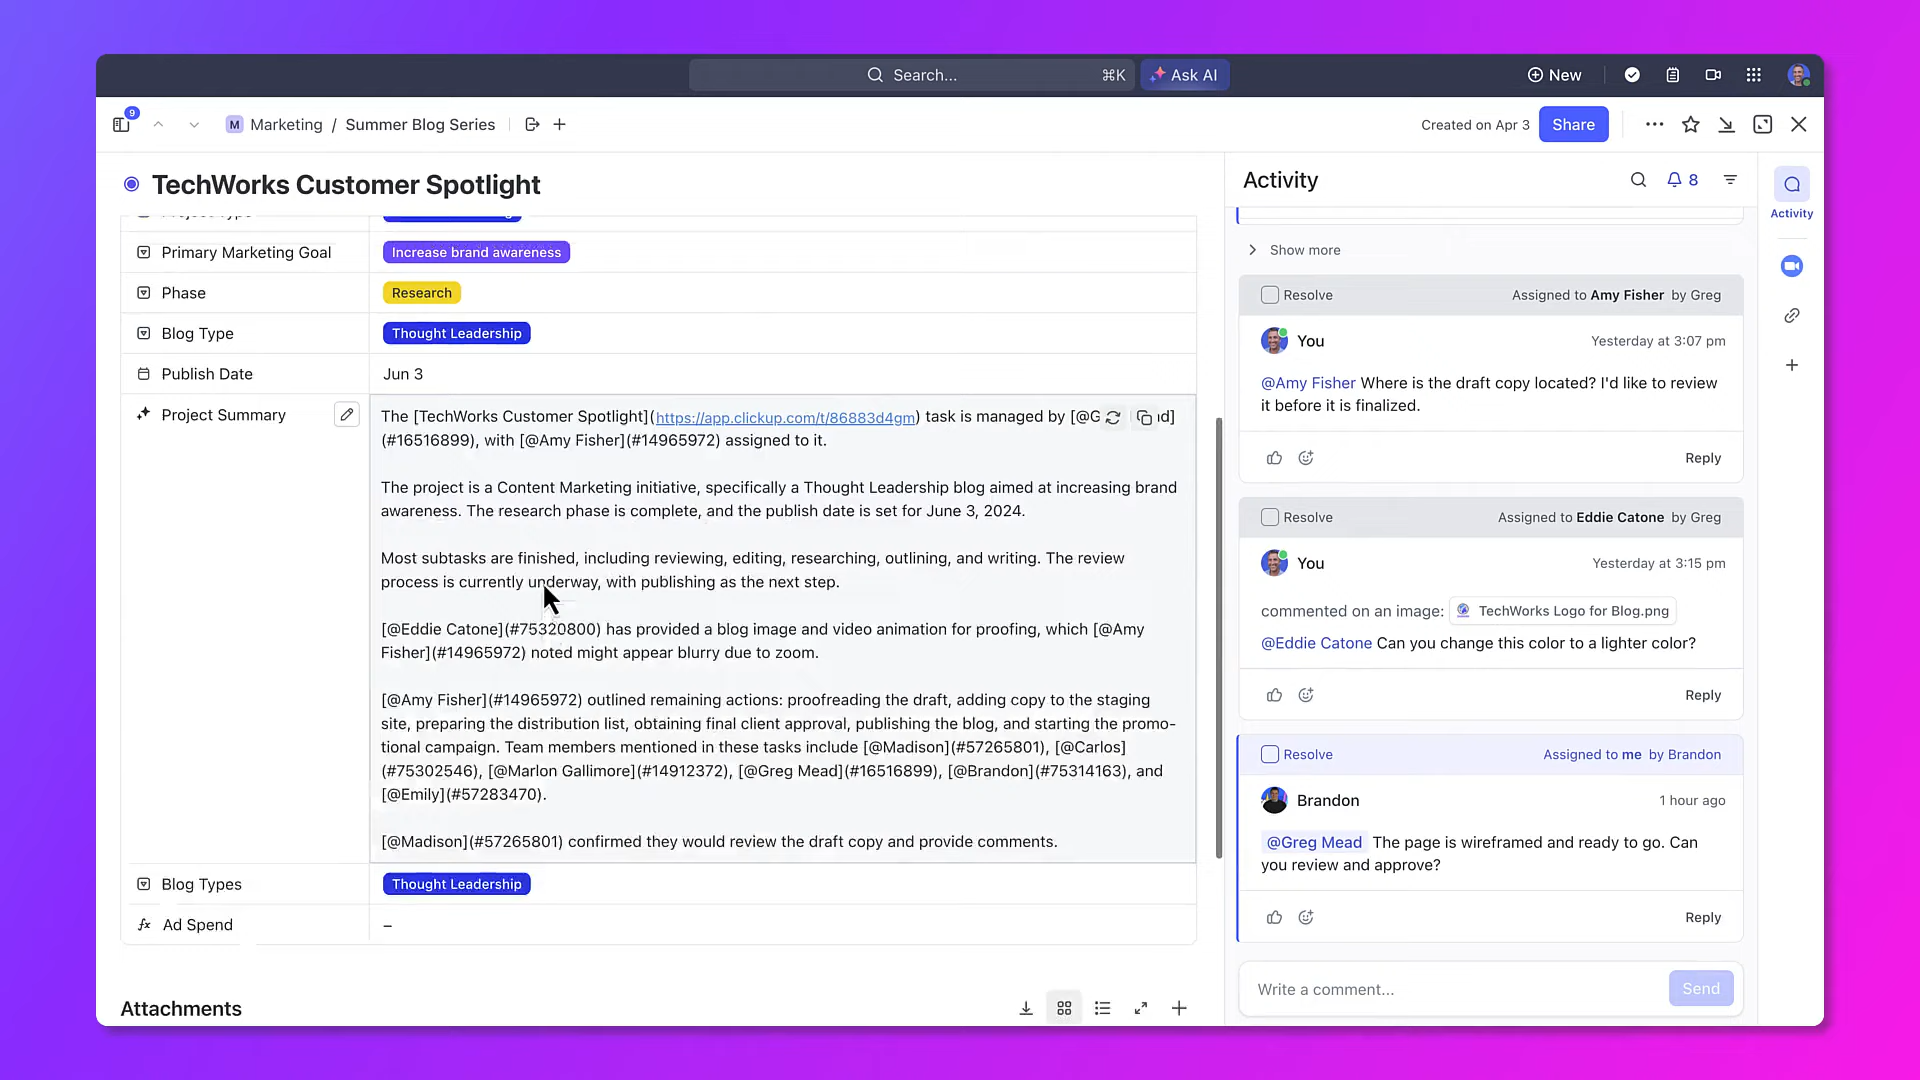 Search... ⌘K Ask AI
New
9
M Marketing / Summer Blog Series
Created on Apr 3 Share
TechWorks Customer Spotlight
Primary Marketing Goal Increase brand awareness
Phase Research
Blog Type Thought Leadership
Publish Date Jun 3
Project Summary
The [TechWorks Customer Spotlight](https://app.clickup.com/t/86883d4gm) task is managed by [@G d]
(#16516899), with [@Amy Fisher](#14965972) assigned to it.
The project is a Content Marketing initiative, specifically a Thought Leadership blog aimed at increasing brand
awareness. The research phase is complete, and the publish date is set for June 3, 2024.
Most subtasks are finished, including reviewing, editing, researching, outlining, and writing. The review
process is currently underway, with publishing as the next step.
[@Eddie Catone](#75320800) has provided a blog image and video animation for proofing, which [@Amy
Fisher](#14965972) noted might appear blurry due to zoom.
[@Amy Fisher](#14965972) outlined remaining actions: proofreading the draft, adding copy to the staging
site, preparing the distribution list, obtaining final client approval, publishing the blog, and starting the promo-
tional campaign. Team members mentioned in these tasks include [@Madison](#57265801), [@Carlos]
(#75302546), [@Marlon Gallimore](#14912372), [@Greg Mead](#16516899), [@Brandon](#75314163), and
[@Emily](#57283470).
[@Madison](#57265801) confirmed they would review the draft copy and provide comments.
Blog Types Thought Leadership
Ad Spend –
Attachments
Activity
8
Show more
Resolve Assigned to Amy Fisher by Greg
You Yesterday at 3:07 pm
@Amy Fisher Where is the draft copy located? I'd like to review
it before it is finalized.
Reply
Resolve Assigned to Eddie Catone by Greg
You Yesterday at 3:15 pm
commented on an image: TechWorks Logo for Blog.png
@Eddie Catone Can you change this color to a lighter color?
Reply
Resolve Assigned to me by Brandon
Brandon 1 hour ago
@Greg Mead The page is wireframed and ready to go. Can
you review and approve?
Reply
Write a comment... Send
Activity